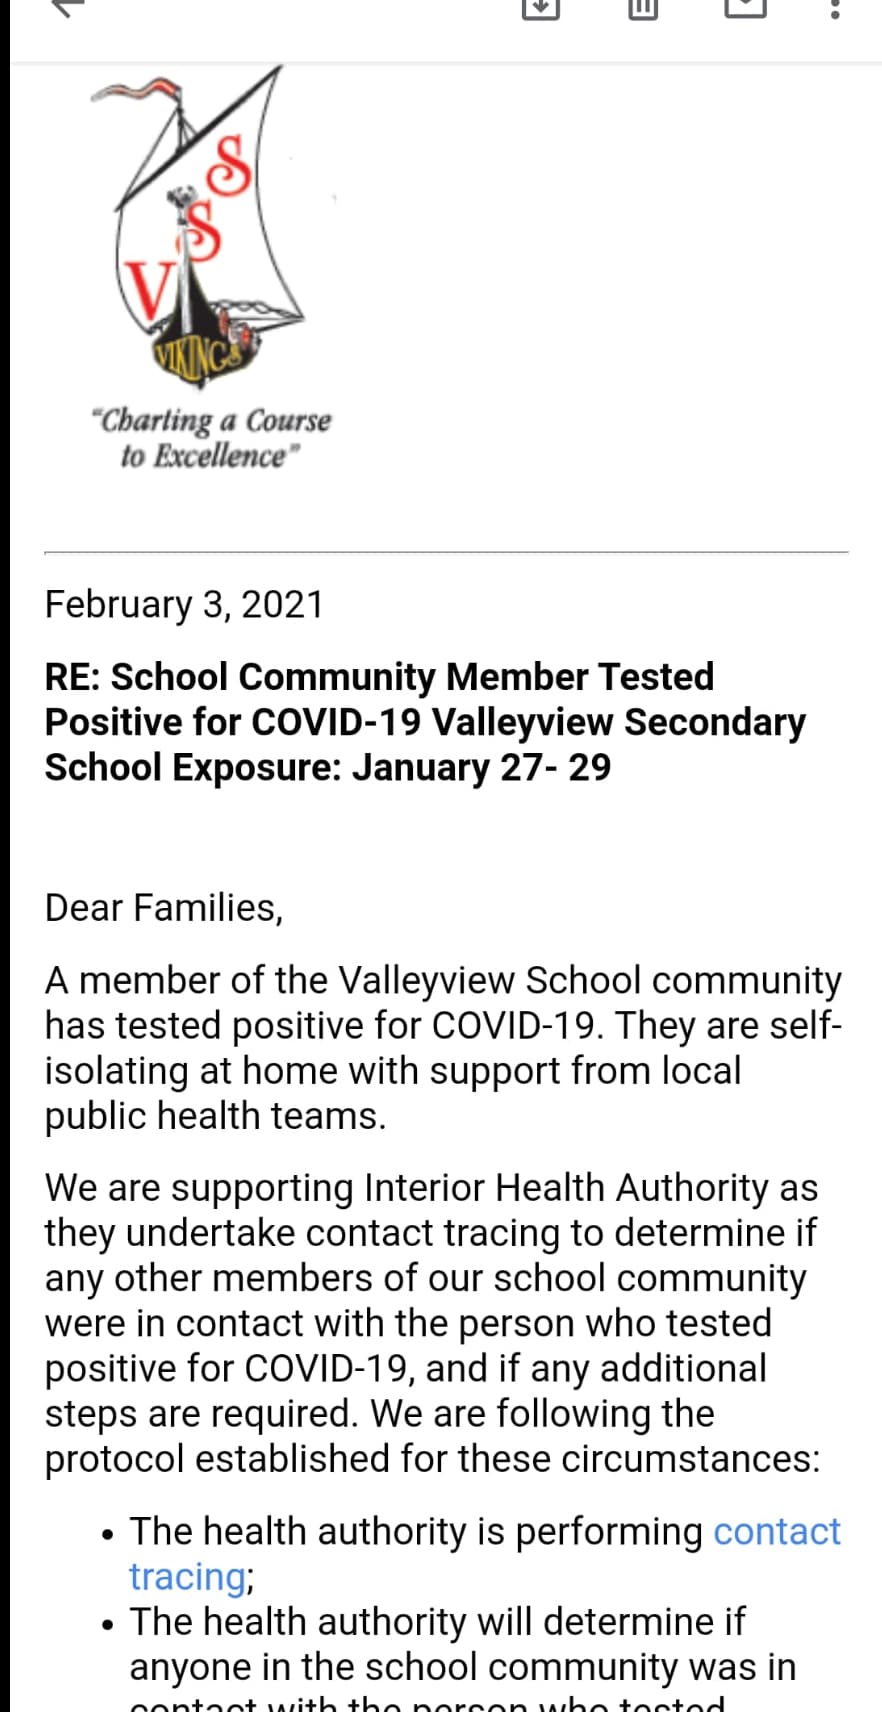 S
S
V
VIKINGS
"Charting a Course
to Excellence"
February 3, 2021
RE: School Community Member Tested
Positive for COVID-19 Valleyview Secondary
School Exposure: January 27- 29
Dear Families,
A member of the Valleyview School community
has tested positive for COVID-19. They are self-
isolating at home with support from local
public health teams.
We are supporting Interior Health Authority as
they undertake contact tracing to determine if
any other members of our school community
were in contact with the person who tested
positive for COVID-19, and if any additional
steps are required. We are following the
protocol established for these circumstances:
• The health authority is performing contact
tracing;
• The health authority will determine if
anyone in the school community was in
contact with the person who tested